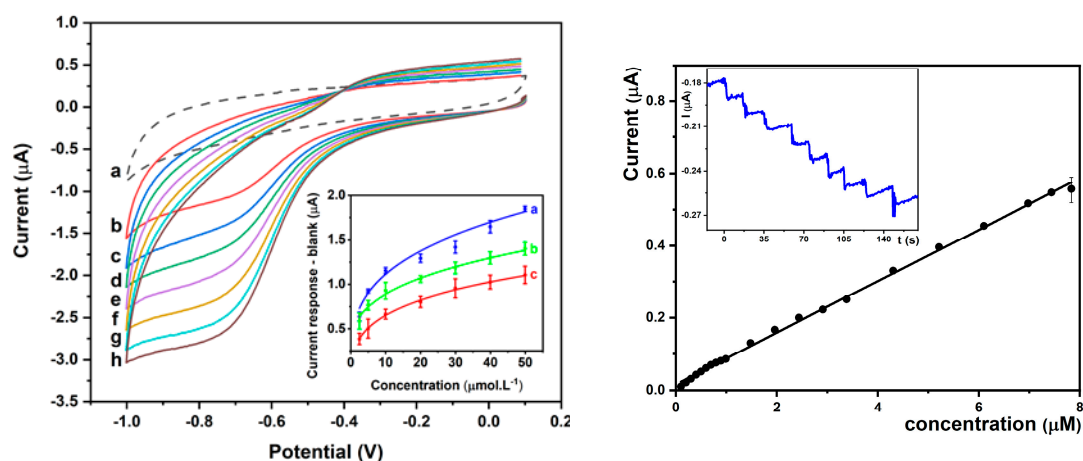 1.0
0.5
0.0
-0.5
-1.0
-1.5
-2.0
-2.5
-3.0
-3.5
Current (μA)
a
b
c
d
e
f
g
h
-1.0 -0.8 -0.6 -0.4 -0.2 0.0 0.2
Potential (V)
2.0
1.5
1.0
0.5
Current response - blank (μA)
a
b
c
0 10 20 30 40 50
Concentration (μmol.L-1)
0.8
0.6
0.4
0.2
0.0
Current (μA)
0 2 4 6 8
concentration (μM)
-0.18
-0.21
-0.24
-0.27
I (μA)
0 35 70 105 140
t (s)